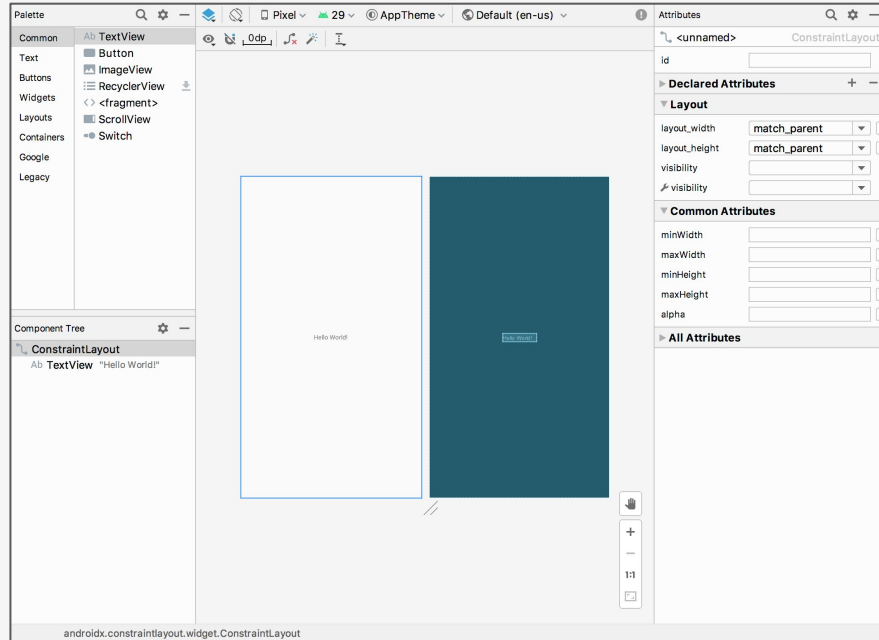 Palette
Common
Text
Buttons
Widgets
Layouts
Containers
Google
Legacy
Ab TextView
Button
ImageView
RecyclerView
<> <fragment>
ScrollView
Switch
Component Tree
ConstraintLayout
Ab TextView "Hello World!"
Pixel 29 AppTheme Default (en-us)
0dp
Hello World!
Hello World!
1:1
Attributes
<unnamed> ConstraintLayout
id
Declared Attributes
Layout
layout_width match_parent
layout_height match_parent
visibility
visibility
Common Attributes
minWidth
maxWidth
minHeight
maxHeight
alpha
All Attributes
androidx.constraintlayout.widget.ConstraintLayout